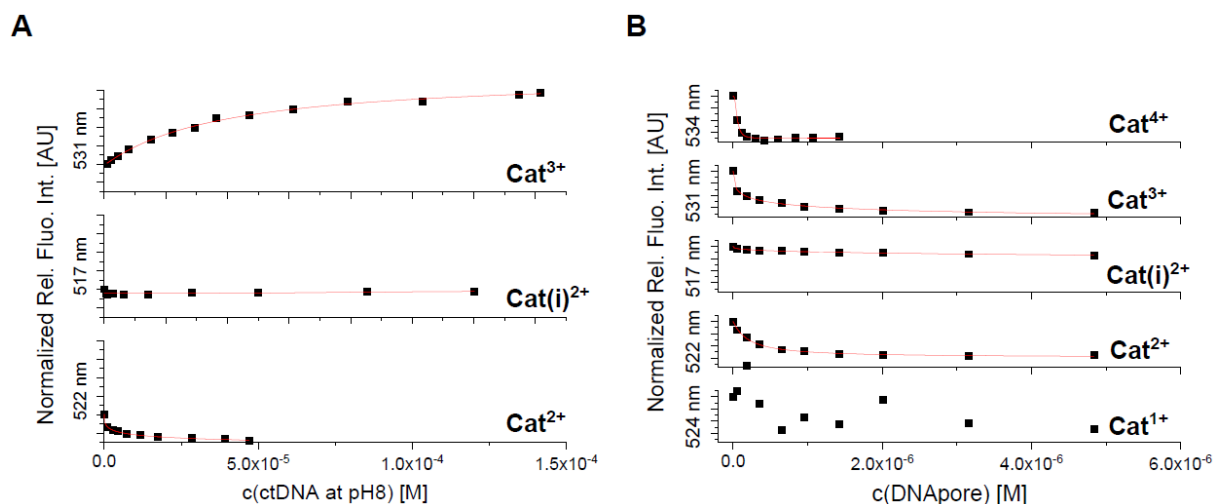 A
Normalized Rel. Fluo. Int. [AU]
531 nm
Cat3+
517 nm
Cat(i)2+
522 nm
Cat2+
0.0 5.0x10-5 1.0x10-4 1.5x10-4
c(ctDNA at pH8) [M]
B
Normalized Rel. Fluo. Int. [AU]
534 nm
Cat4+
531 nm
Cat3+
517 nm
Cat(i)2+
522 nm
Cat2+
524 nm
Cat1+
0.0 2.0x10-6 4.0x10-6 6.0x10-6
c(DNApore) [M]